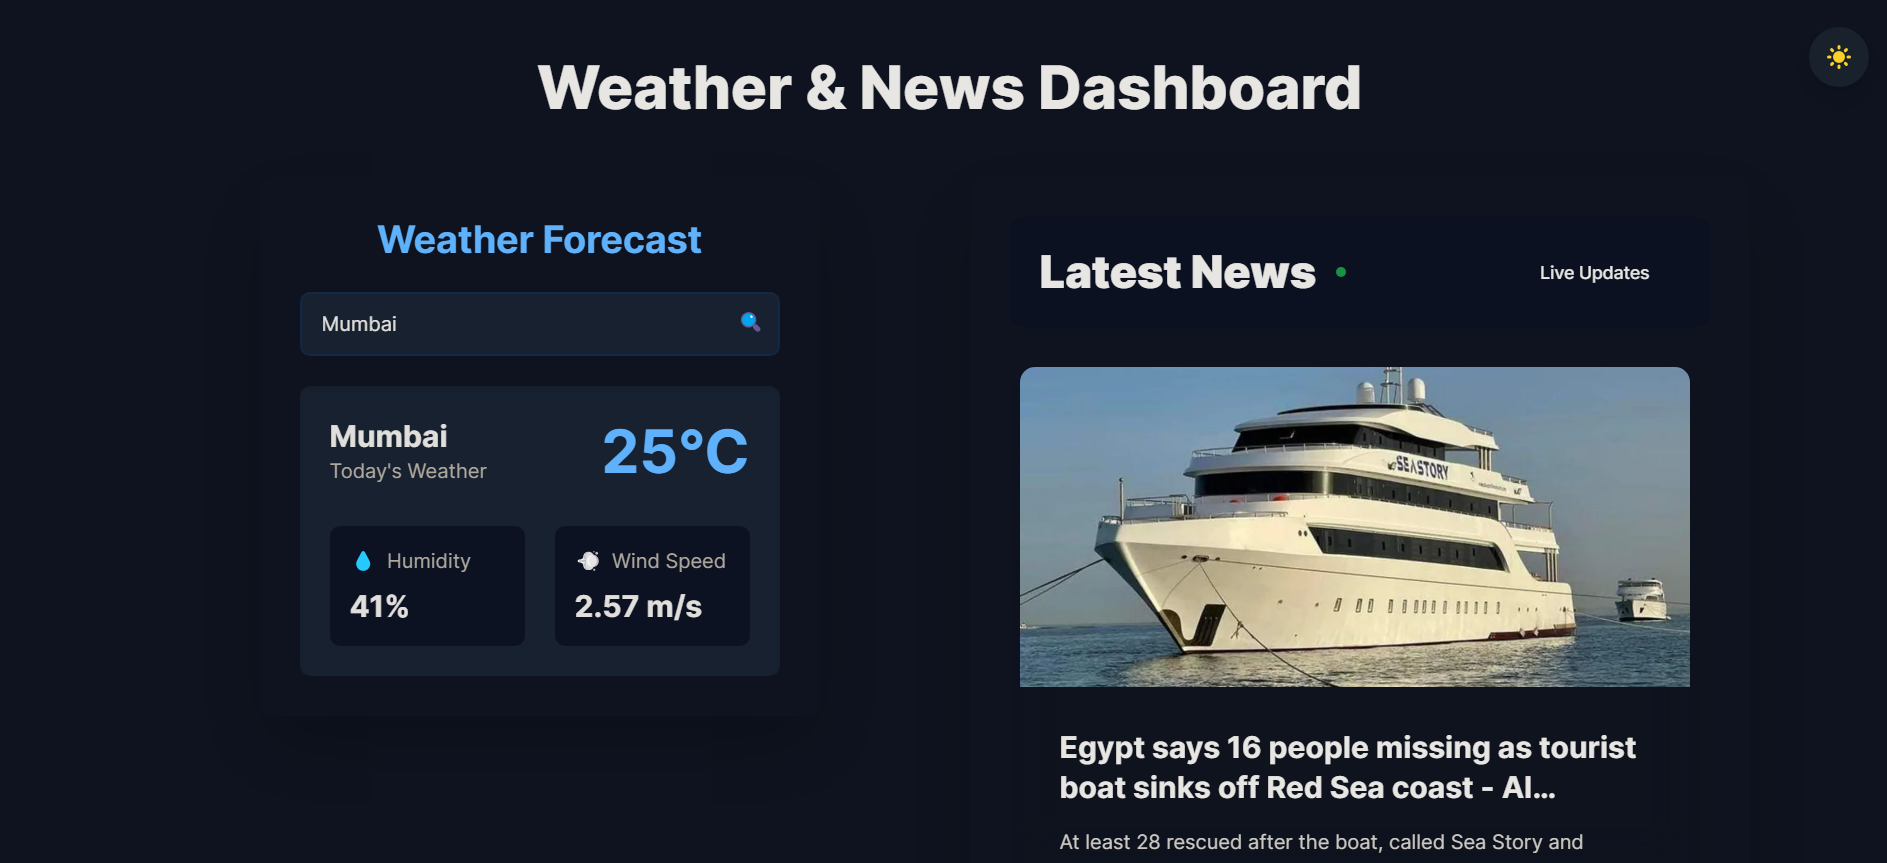 Weather & News Dashboard
Weather Forecast
Mumbai
Mumbai
Today's Weather
25°C
Humidity
41%
Wind Speed
2.57 m/s
Latest News
Live Updates
SEASTORY
Egypt says 16 people missing as tourist
boat sinks off Red Sea coast - Al...
At least 28 rescued after the boat, called Sea Story and